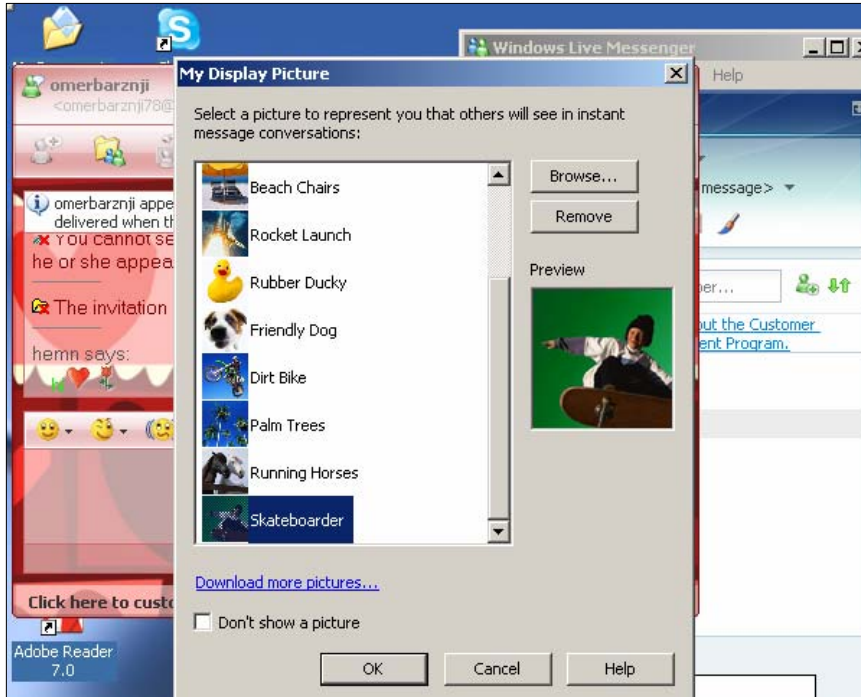 Windows Live Messenger
Help
omerbarznji
<omerbarznji78@
My Display Picture
Select a picture to represent you that others will see in instant
message conversations:
Beach Chairs
Rocket Launch
Rubber Ducky
Friendly Dog
Dirt Bike
Palm Trees
Running Horses
Skateboarder
Browse...
Remove
Preview
Download more pictures...
Don't show a picture
OK
Cancel
Help
omerbarznji appe
delivered when th
You cannot se
he or she appea
The invitation
hemn says:
Click here to custo
message>
er...
out the Customer
ent Program.
Adobe Reader
7.0